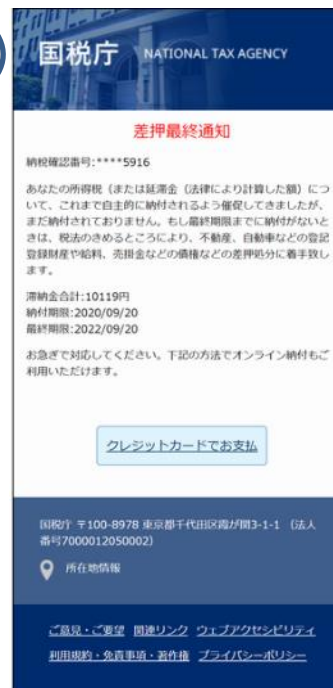 国税庁 NATIONAL TAX AGENCY
差押最終通知
納税確認番号:****5916
あなたの所得税（または延滞金（法律により計算した額）につ
いて、これまで自主的に納付されるよう催促してきましたが、
まだ納付されておりません。もし最終期限までに納付がないと
きは、税法のきめるところにより、不動産、自動車などの登記
登録財産や給料、売掛金などの債権などの差押処分に着手致し
ます。
滞納金合計:10119円
納付期限:2020/09/20
最終期限:2022/09/20
お急ぎで対応してください。下記の方法でオンライン納付もご
利用いただけます。
クレジットカードでお支払
国税庁 〒100-8978 東京都千代田区霞が関3-1-1 （法人
番号7000012050002）
所在地情報
ご意見・ご要望 関連リンク ウェブアクセシビリティ
利用規約・免責事項・著作権 プライバシーポリシー